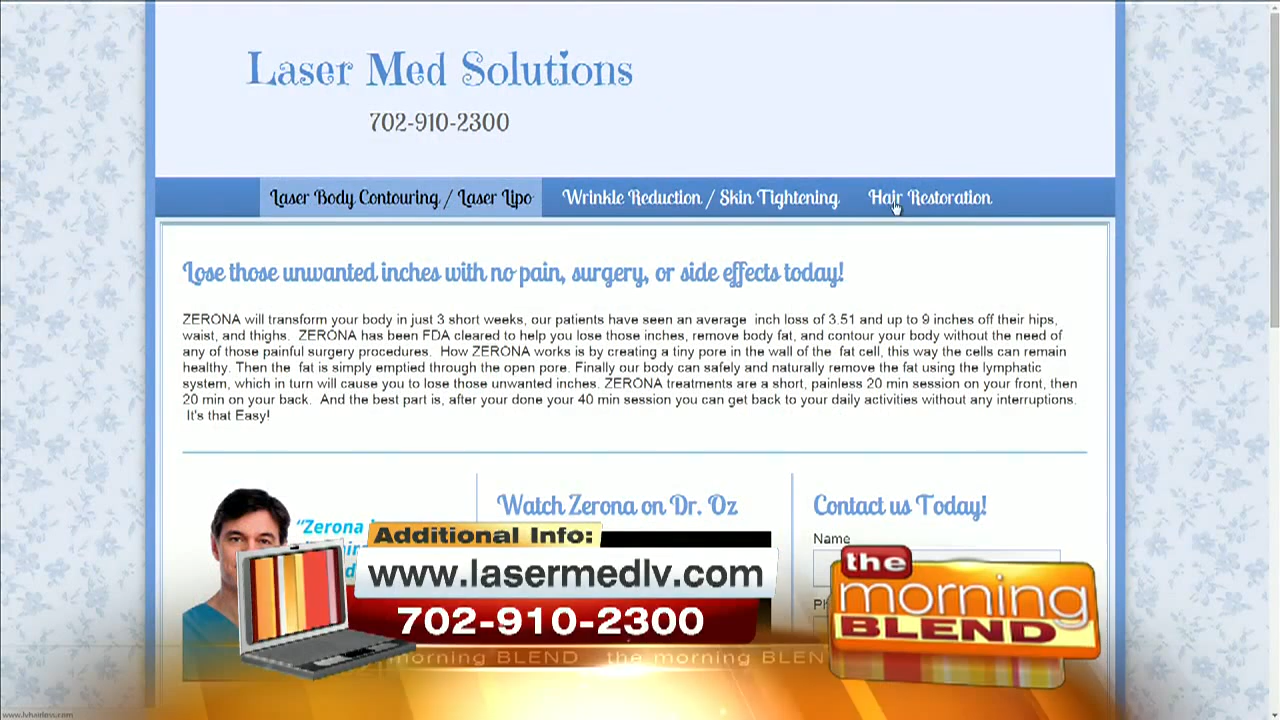 Laser Med Solutions
702-910-2300
Laser Body Contouring / Laser Lipo
Wrinkle Reduction / Skin Tightening
Hair Restoration
Lose those unwanted inches with no pain, surgery, or side effects today!
ZERONA will transform your body in just 3 short weeks, our patients have seen an average inch loss of 3.51 and up to 9 inches off their hips,
waist, and thighs. ZERONA has been FDA cleared to help you lose those inches, remove body fat, and contour your body without the need of
any of those painful surgery procedures. How ZERONA works is by creating a tiny pore in the wall of the fat cell, this way the cells can remain
healthy. Then the fat is simply emptied through the open pore. Finally our body can safely and naturally remove the fat using the lymphatic
system, which in turn will cause you to lose those unwanted inches. ZERONA treatments are a short, painless 20 min session on your front, then
20 min on your back. And the best part is, after your done your 40 min session you can get back to your daily activities without any interruptions.
It's that Easy!
"Zerona
Watch Zerona on Dr. Oz
Contact us Today!
Name
Additional Info:
www.lasermedlv.com
702-910-2300
the
morning
BLEND
morning BLEND the morning BLEN